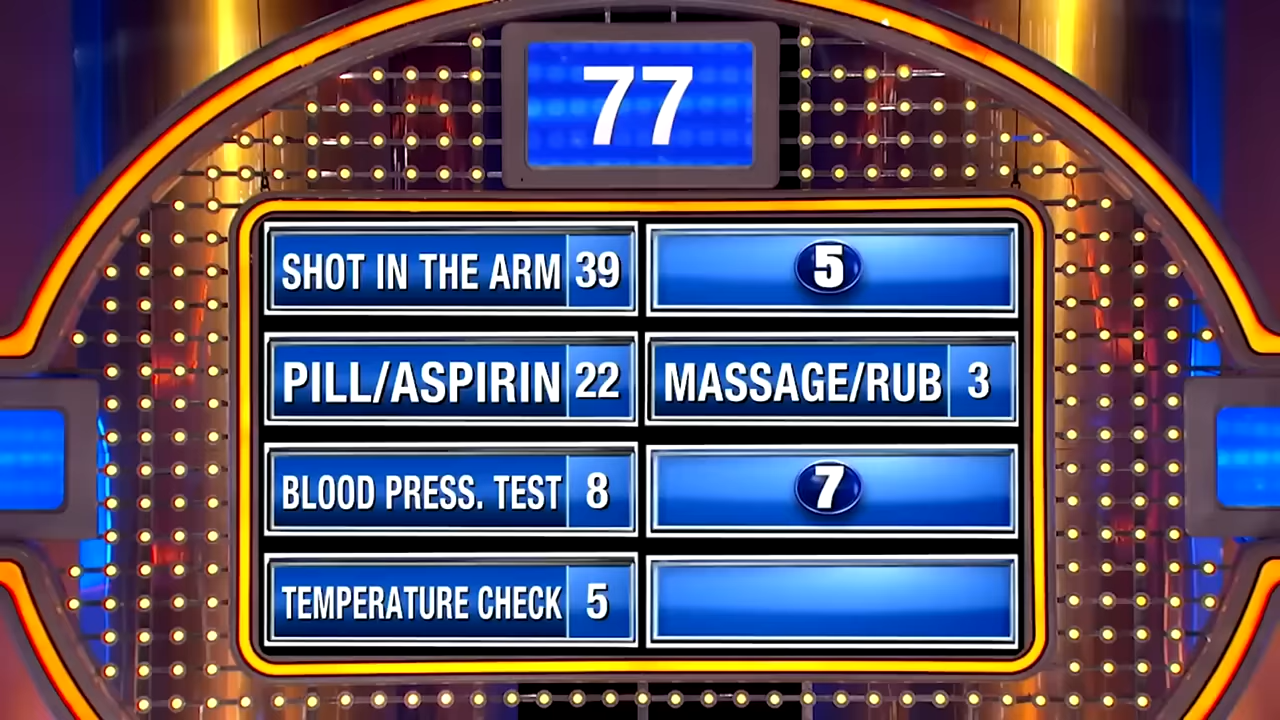 77
SHOT IN THE ARM 39
5
PILL/ASPIRIN 22
MASSAGE/RUB 3
BLOOD PRESS. TEST 8
7
TEMPERATURE CHECK 5